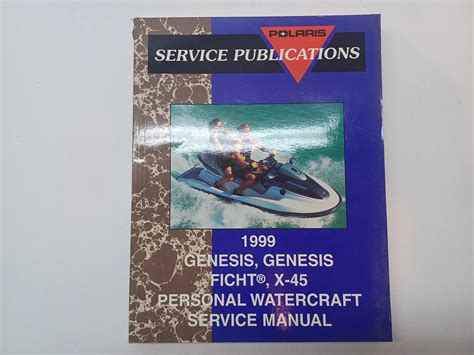 POLARIS
SERVICE PUBLICATIONS
1999
GENESIS, GENESIS
FICHT®, X-45
PERSONAL WATERCRAFT
SERVICE MANUAL